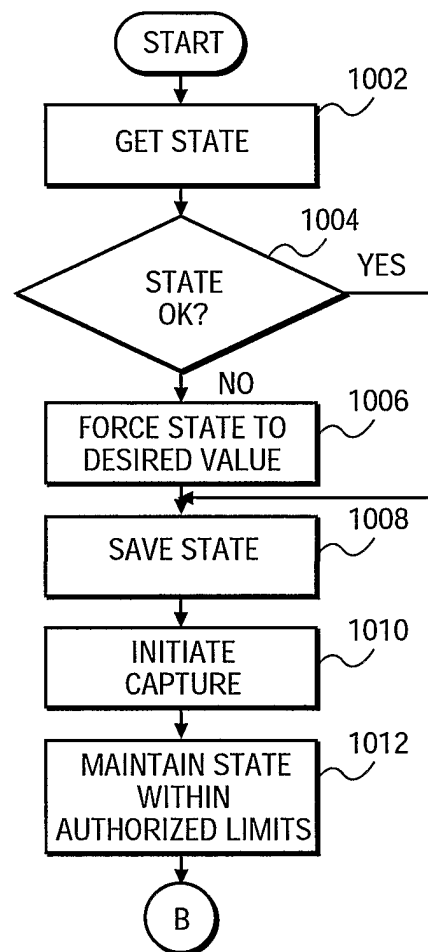 START
1002
GET STATE
1004
STATE
OK?
YES
NO
1006
FORCE STATE TO
DESIRED VALUE
1008
SAVE STATE
1010
INITIATE
CAPTURE
1012
MAINTAIN STATE
WITHIN
AUTHORIZED LIMITS
B